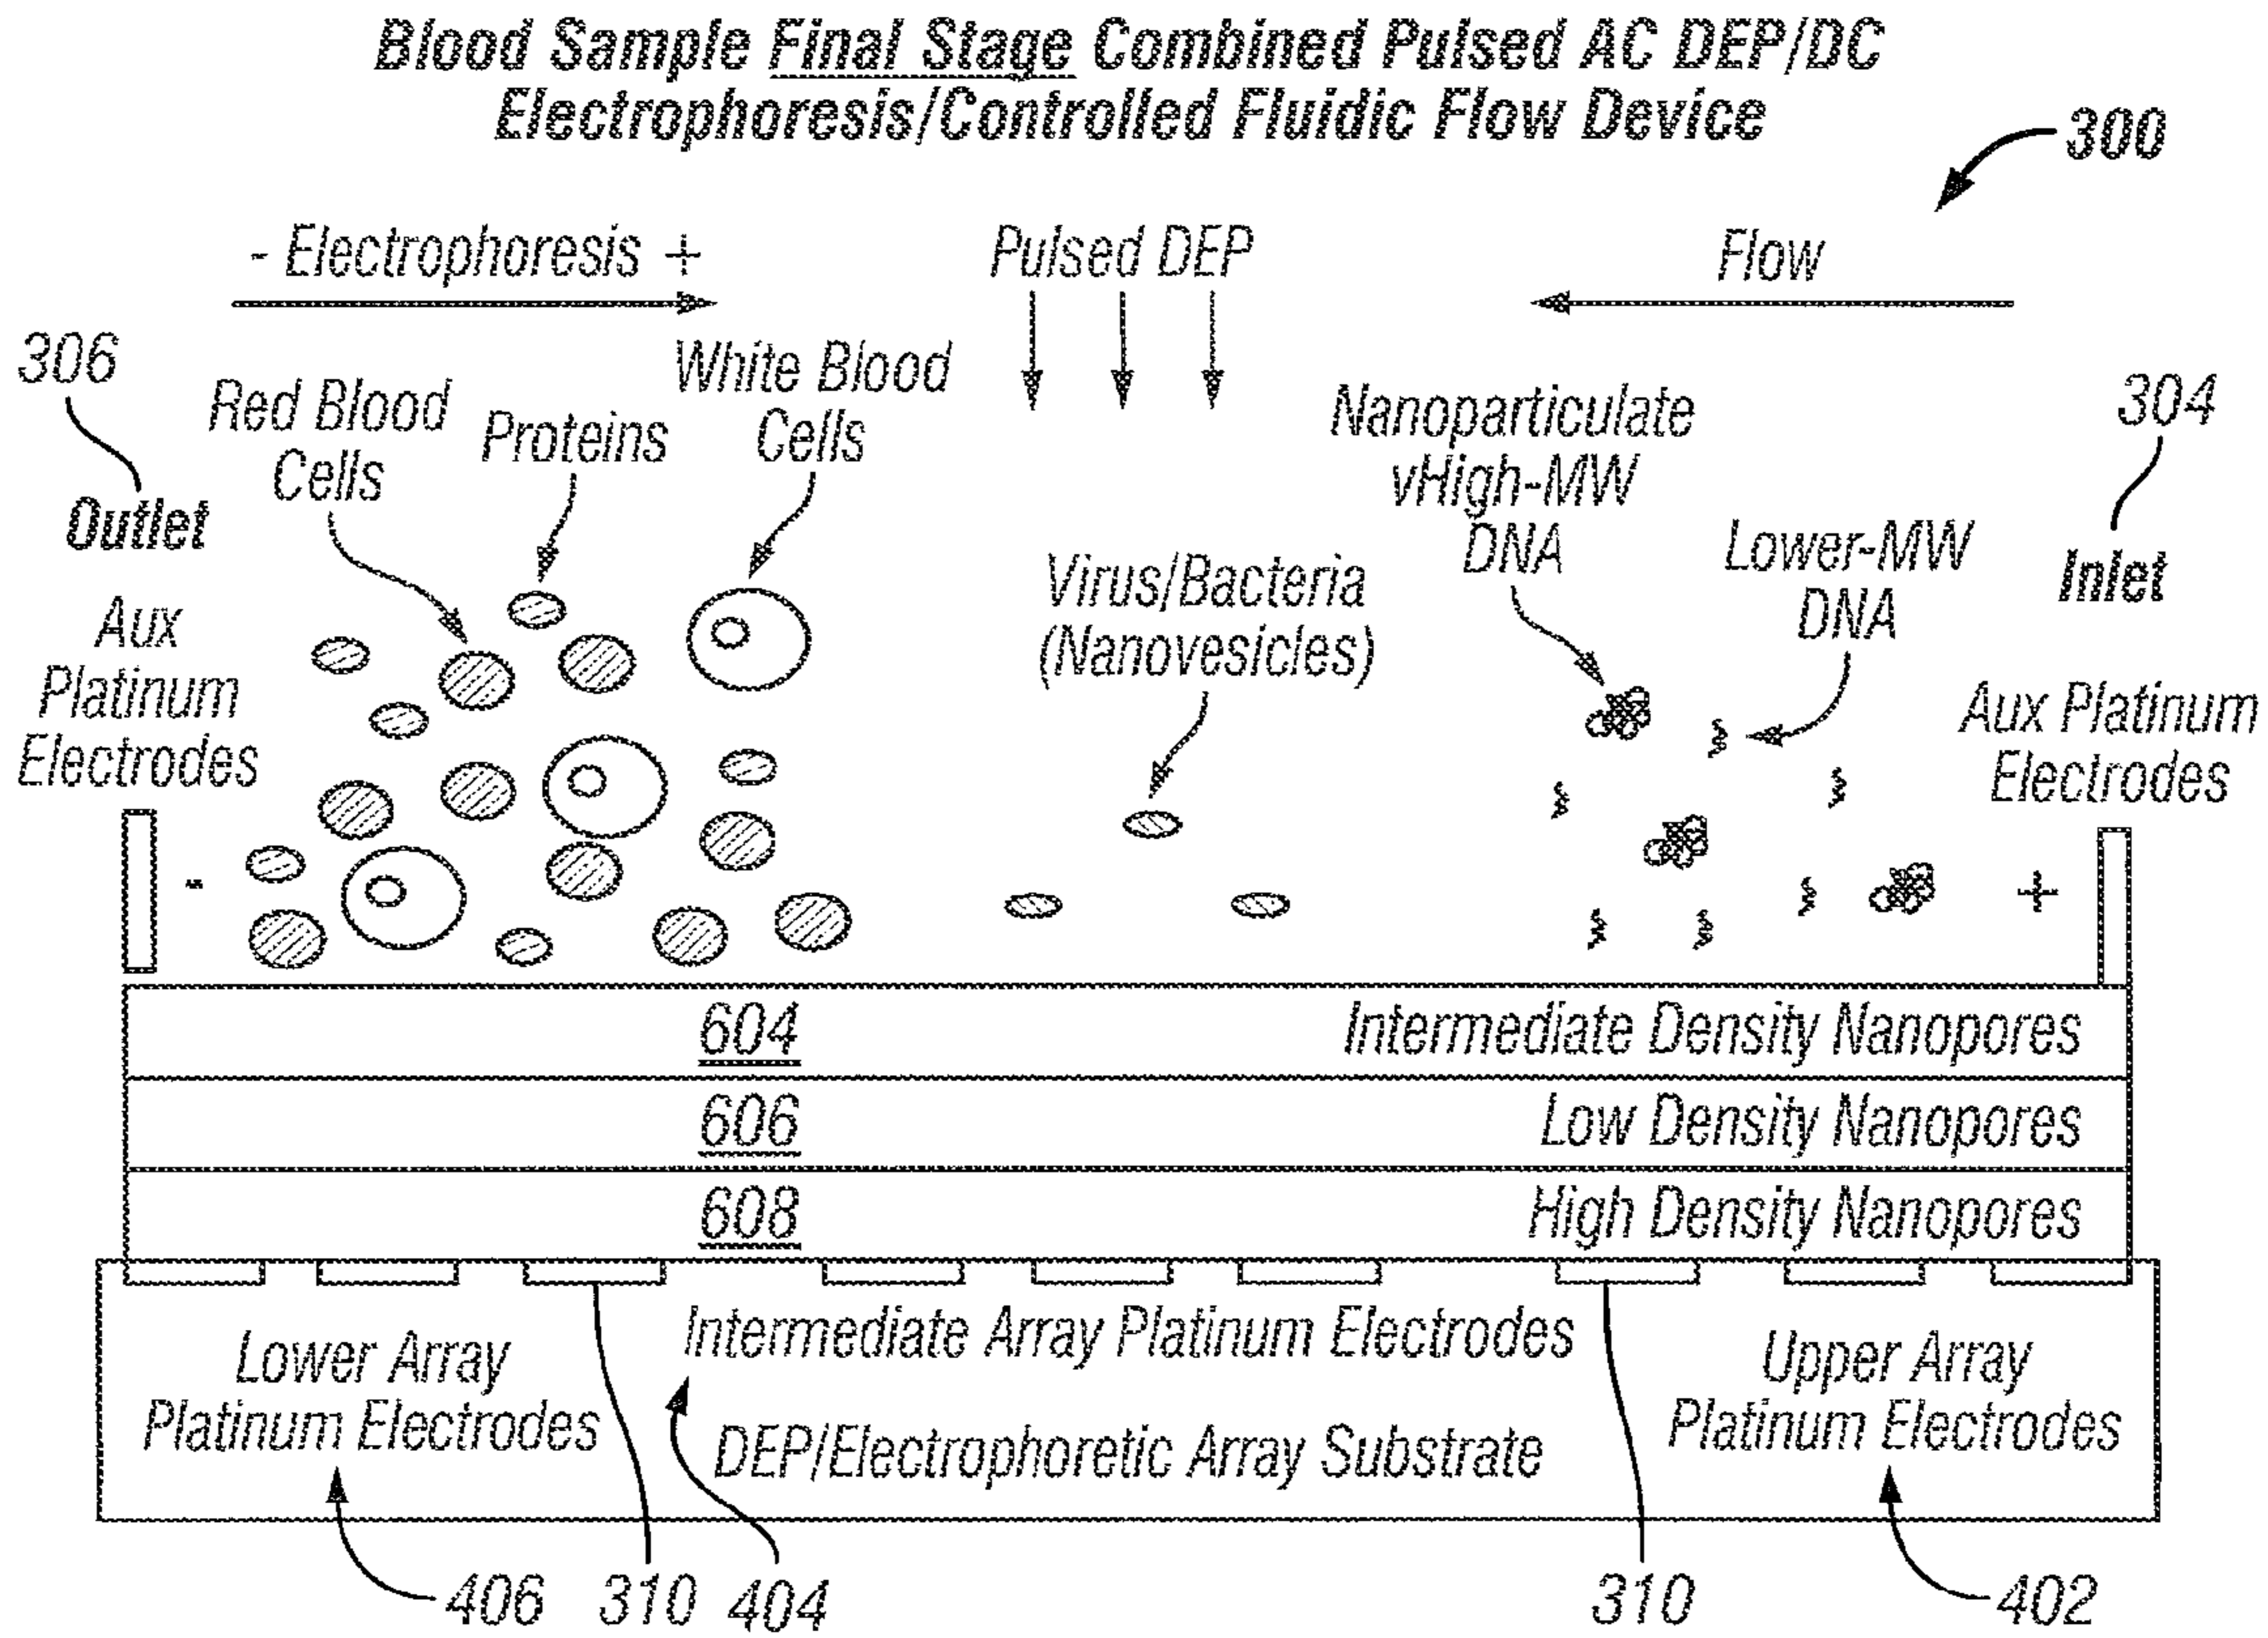 Blood Sample Final Stage Combined Pulsed AC DEP/DC
Electrophoresis/Controlled Fluidic Flow Device
300
- Electrophoresis +
Pulsed DEP
Flow
306
Outlet
Red Blood
Cells
Proteins
White Blood
Cells
Nanoparticulate
vHigh-MW
DNA
Lower-MW
DNA
304
Inlet
Virus/Bacteria
(Nanovesicles)
Aux
Platinum
Electrodes
Aux Platinum
Electrodes
-
+
604
Intermediate Density Nanopores
606
Low Density Nanopores
608
High Density Nanopores
Lower Array
Platinum Electrodes
Intermediate Array Platinum Electrodes
DEP/Electrophoretic Array Substrate
Upper Array
Platinum Electrodes
406
310
404
310
402